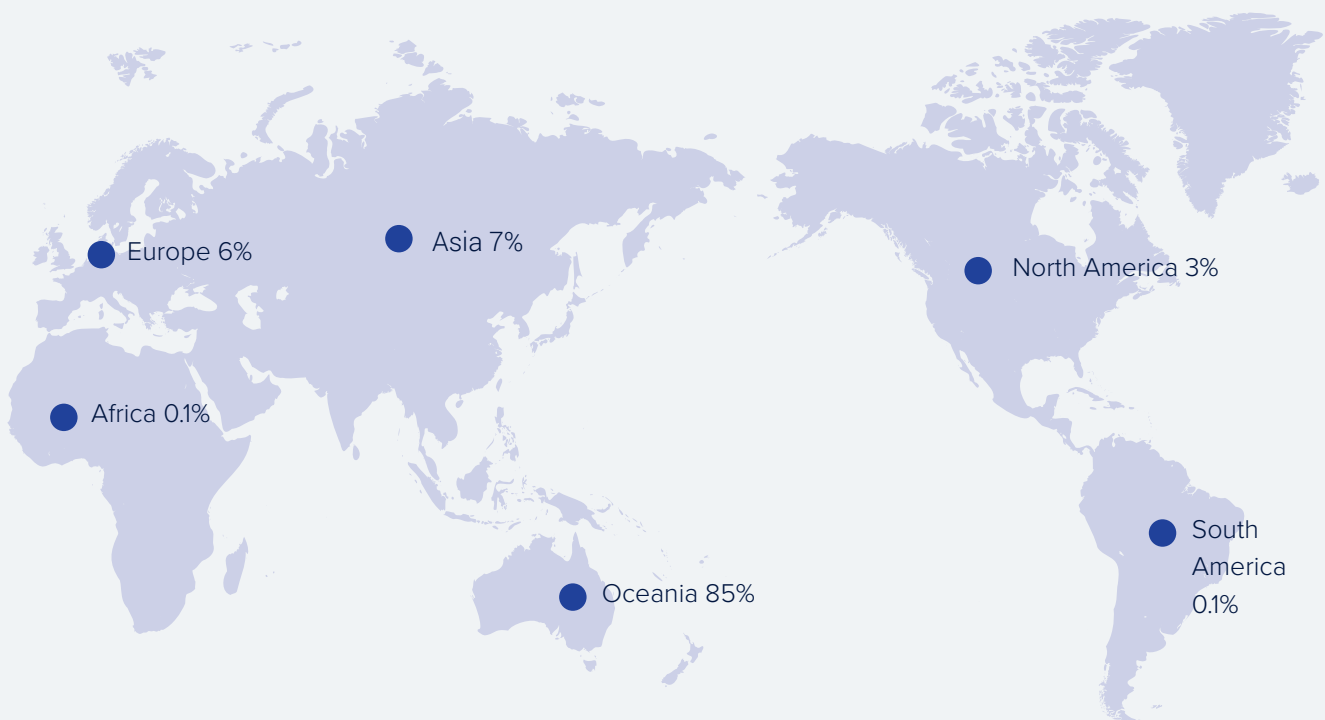 Europe 6%
Asia 7%
North America 3%
Africa 0.1%
South
America
0.1%
Oceania 85%